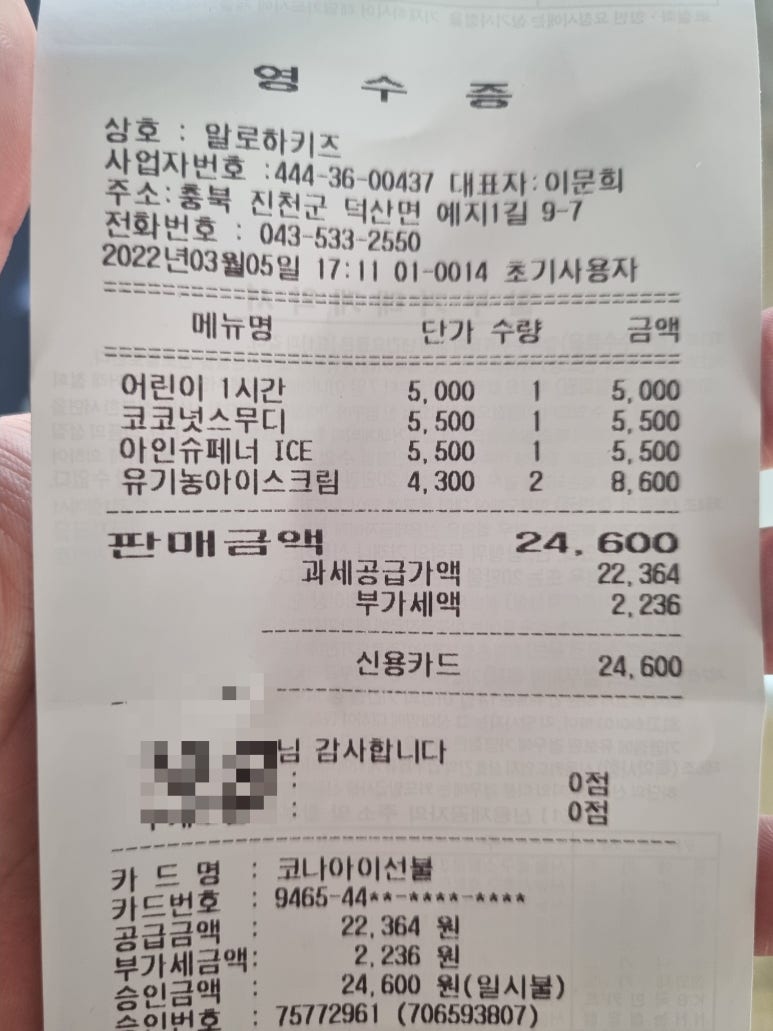 영 수 증
상호 : 알로하키즈
사업자번호 :444-36-00437 대표자:이문희
주소:충북 진천군 덕산면 예지1길 9-7
전화번호 : 043-533-2550
2022년03월05일 17:11 01-0014 초기사용자
메뉴명 단가 수량 금액
어린이 1시간 5,000 1 5,000
코코넛스무디 5,500 1 5,500
아인슈페너 ICE 5,500 1 5,500
유기농아이스크림 4,300 2 8,600
판매금액 24,600
과세공급가액 22,364
부가세액 2,236
신용카드 24,600
님 감사합니다
: 0점
: 0점
카 드 명 : 코나아이선불
카드번호 : 9465-44**-****-****
공급금액 : 22,364 원
부가세금액: 2,236 원
승인금액 : 24,600 원(일시불)
승인번호 : 75772961 (706593807)